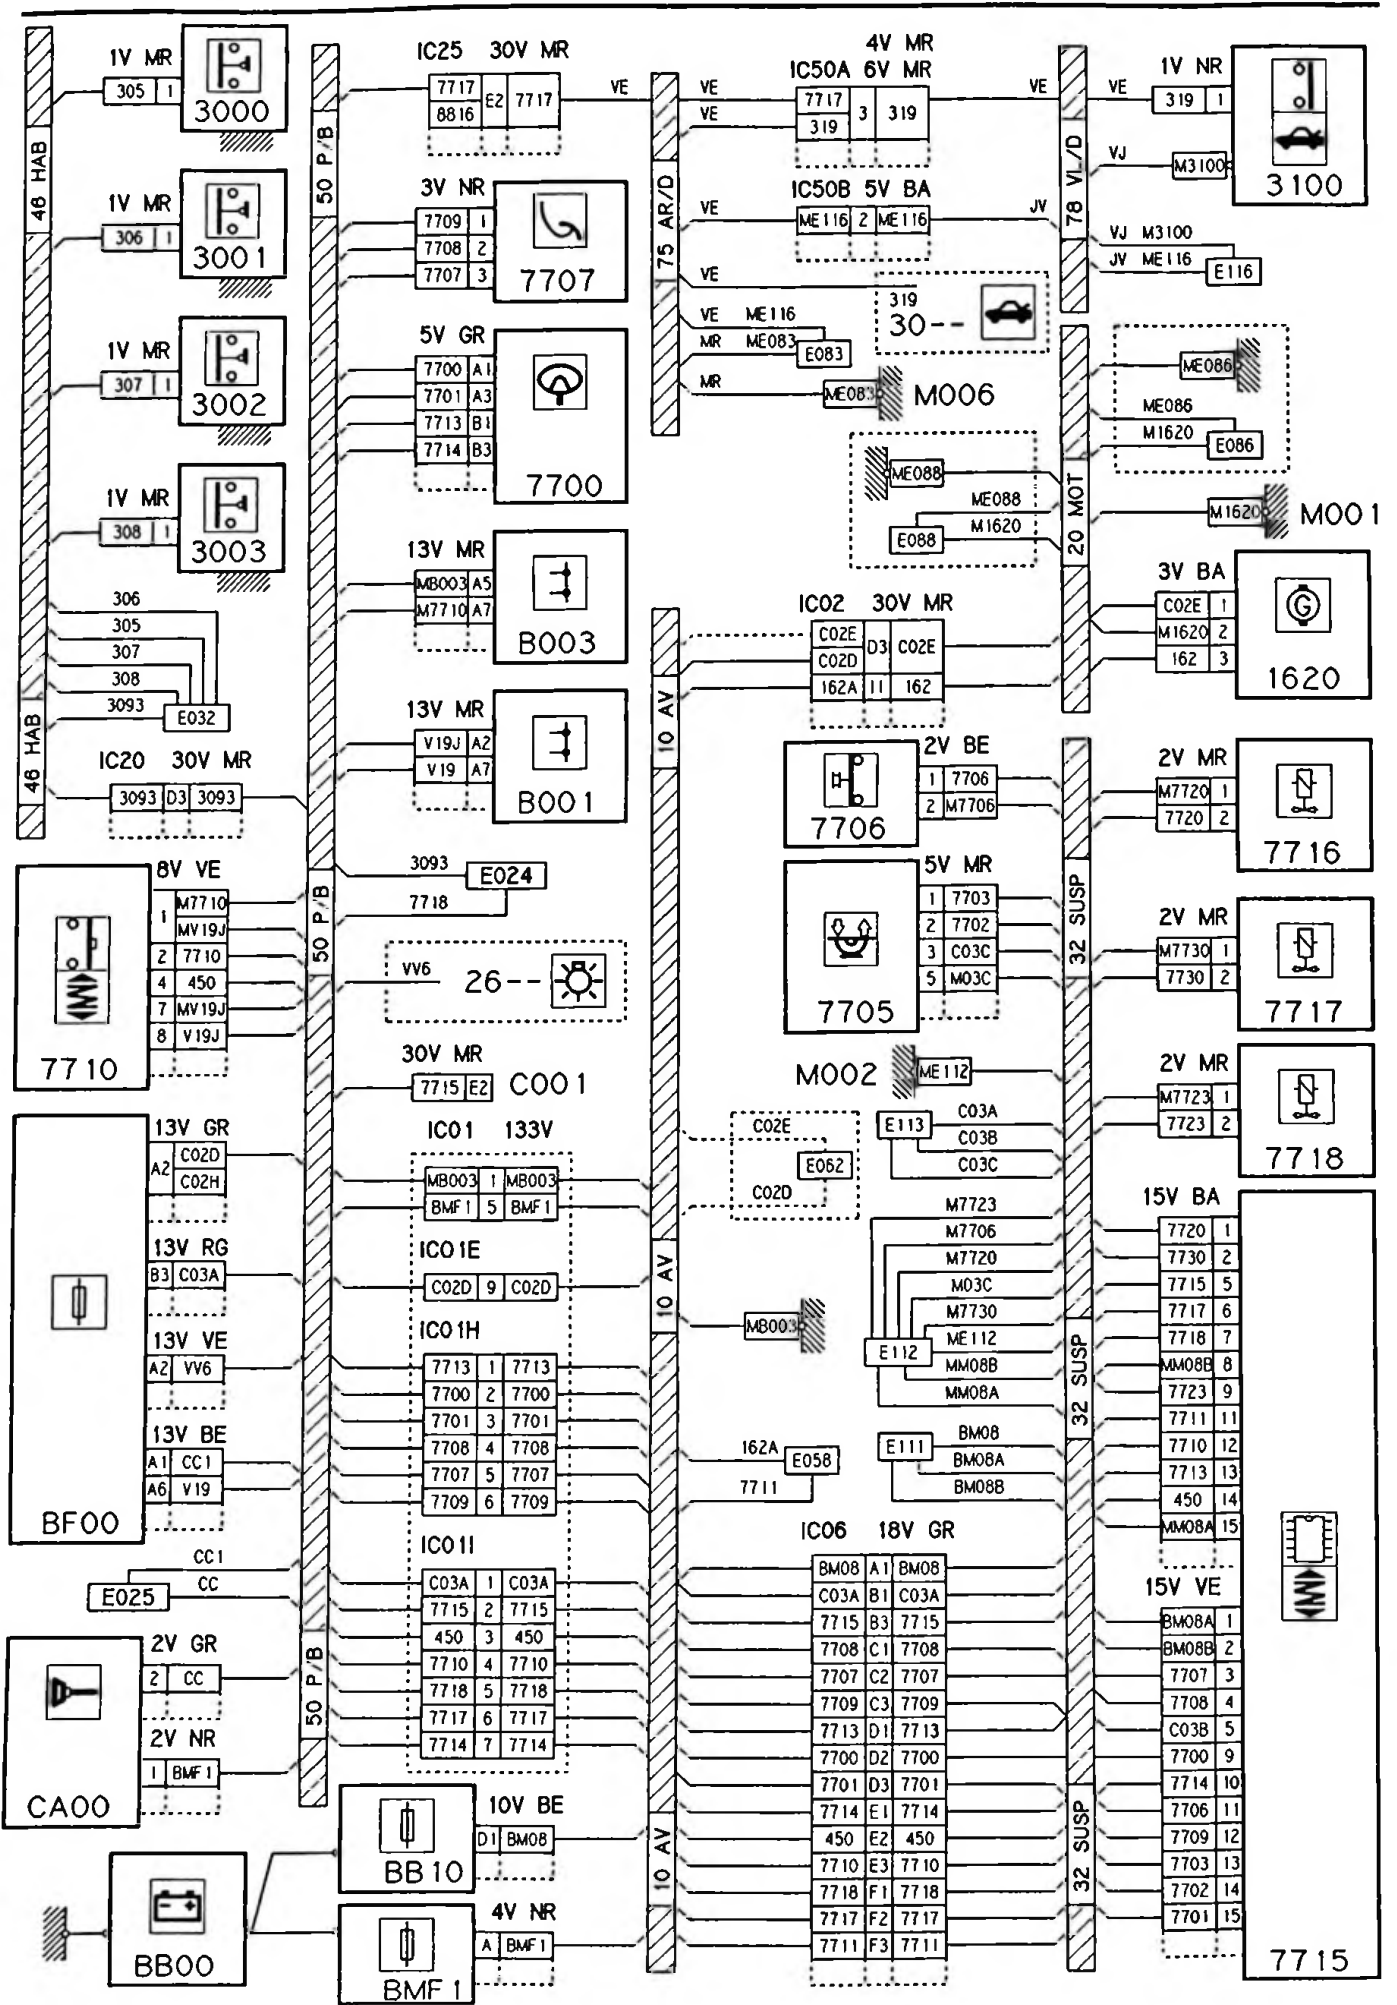 46 HAB
1V MR
305 1
3000
1V MR
306 1
3001
1V MR
307 1
3002
1V MR
308 1
3003
306
305
307
308
3093
E032
46 HAB
IC20 30V MR
3093 D3 3093
8V VE
1 M7710
MV19J
2 7710
4 450
7 MV19J
8 V19J
7710
13V GR
A2 C02D
C02H
13V RG
B3 C03A
13V VE
A2 VV6
13V BE
A1 CC1
A6 V19
BF00
CC1
CC
E025
2V GR
2 CC
2V NR
1 BMF1
CA00
BB00
50 P/B
50 P/B
50 P/B
IC25 30V MR
7717 E2 7717
8816
VE
3V NR
7709 1
7708 2
7707 3
7707
5V GR
7700 A1
7701 A3
7713 B1
7714 B3
7700
13V MR
MB003 A5
M7710 A7
B003
13V MR
V19J A2
V19 A7
B001
3093
E024
7718
VV6
26--
30V MR
7715 E2
C001
IC01 133V
MB003 1 MB003
BMF1 5 BMF1
IC01E
C02D 9 C02D
IC01H
7713 1 7713
7700 2 7700
7701 3 7701
7708 4 7708
7707 5 7707
7709 6 7709
IC01I
C03A 1 C03A
7715 2 7715
450 3 450
7710 4 7710
7718 5 7718
7717 6 7717
7714 7 7714
10V BE
D1 BM08
BB10
4V NR
A BMF1
BMF1
75 AR/D
VE
VE
4V MR
IC50A 6V MR
7717 3 319
319
VE
IC50B 5V BA
VE
ME116 2 ME116
JV
VE
319
30--
VE ME116
MR ME083
E083
MR
ME083
M006
ME088
ME088
M1620
E088
10 AV
10 AV
10 AV
IC02 30V MR
C02E D3 C02E
C02D
162A I1 162
2V BE
1 7706
2 M7706
7706
5V MR
1 7703
2 7702
3 C03C
5 M03C
7705
M002
ME112
C02E
E062
C02D
E113
C03A
C03B
C03C
MB003
M7723
M7706
M7720
M03C
M7730
ME112
MM08B
MM08A
E112
162A
E058
7711
E111
BM08
BM08A
BM08B
IC06 18V GR
BM08 A1 BM08
C03A B1 C03A
7715 B3 7715
7708 C1 7708
7707 C2 7707
7709 C3 7709
7713 D1 7713
7700 D2 7700
7701 D3 7701
7714 E1 7714
450 E2 450
7710 E3 7710
7718 F1 7718
7717 F2 7717
7711 F3 7711
78 VL/D
1V NR
VE
319 1
VJ
M3100
3100
VJ M3100
JV ME116
E116
20 MOT
ME086
ME086
M1620
E086
M1620
M001
3V BA
C02E 1
M1620 2
162 3
1620
32 SUSP
32 SUSP
32 SUSP
2V MR
M7720 1
7720 2
7716
2V MR
M7730 1
7730 2
7717
2V MR
M7723 1
7723 2
7718
15V BA
7720 1
7730 2
7715 5
7717 6
7718 7
MM08B 8
7723 9
7711 11
7710 12
7713 13
450 14
MM08A 15
15V VE
BM08A 1
BM08B 2
7707 3
7708 4
C03B 5
7700 9
7714 10
7706 11
7709 12
7703 13
7702 14
7701 15
7715